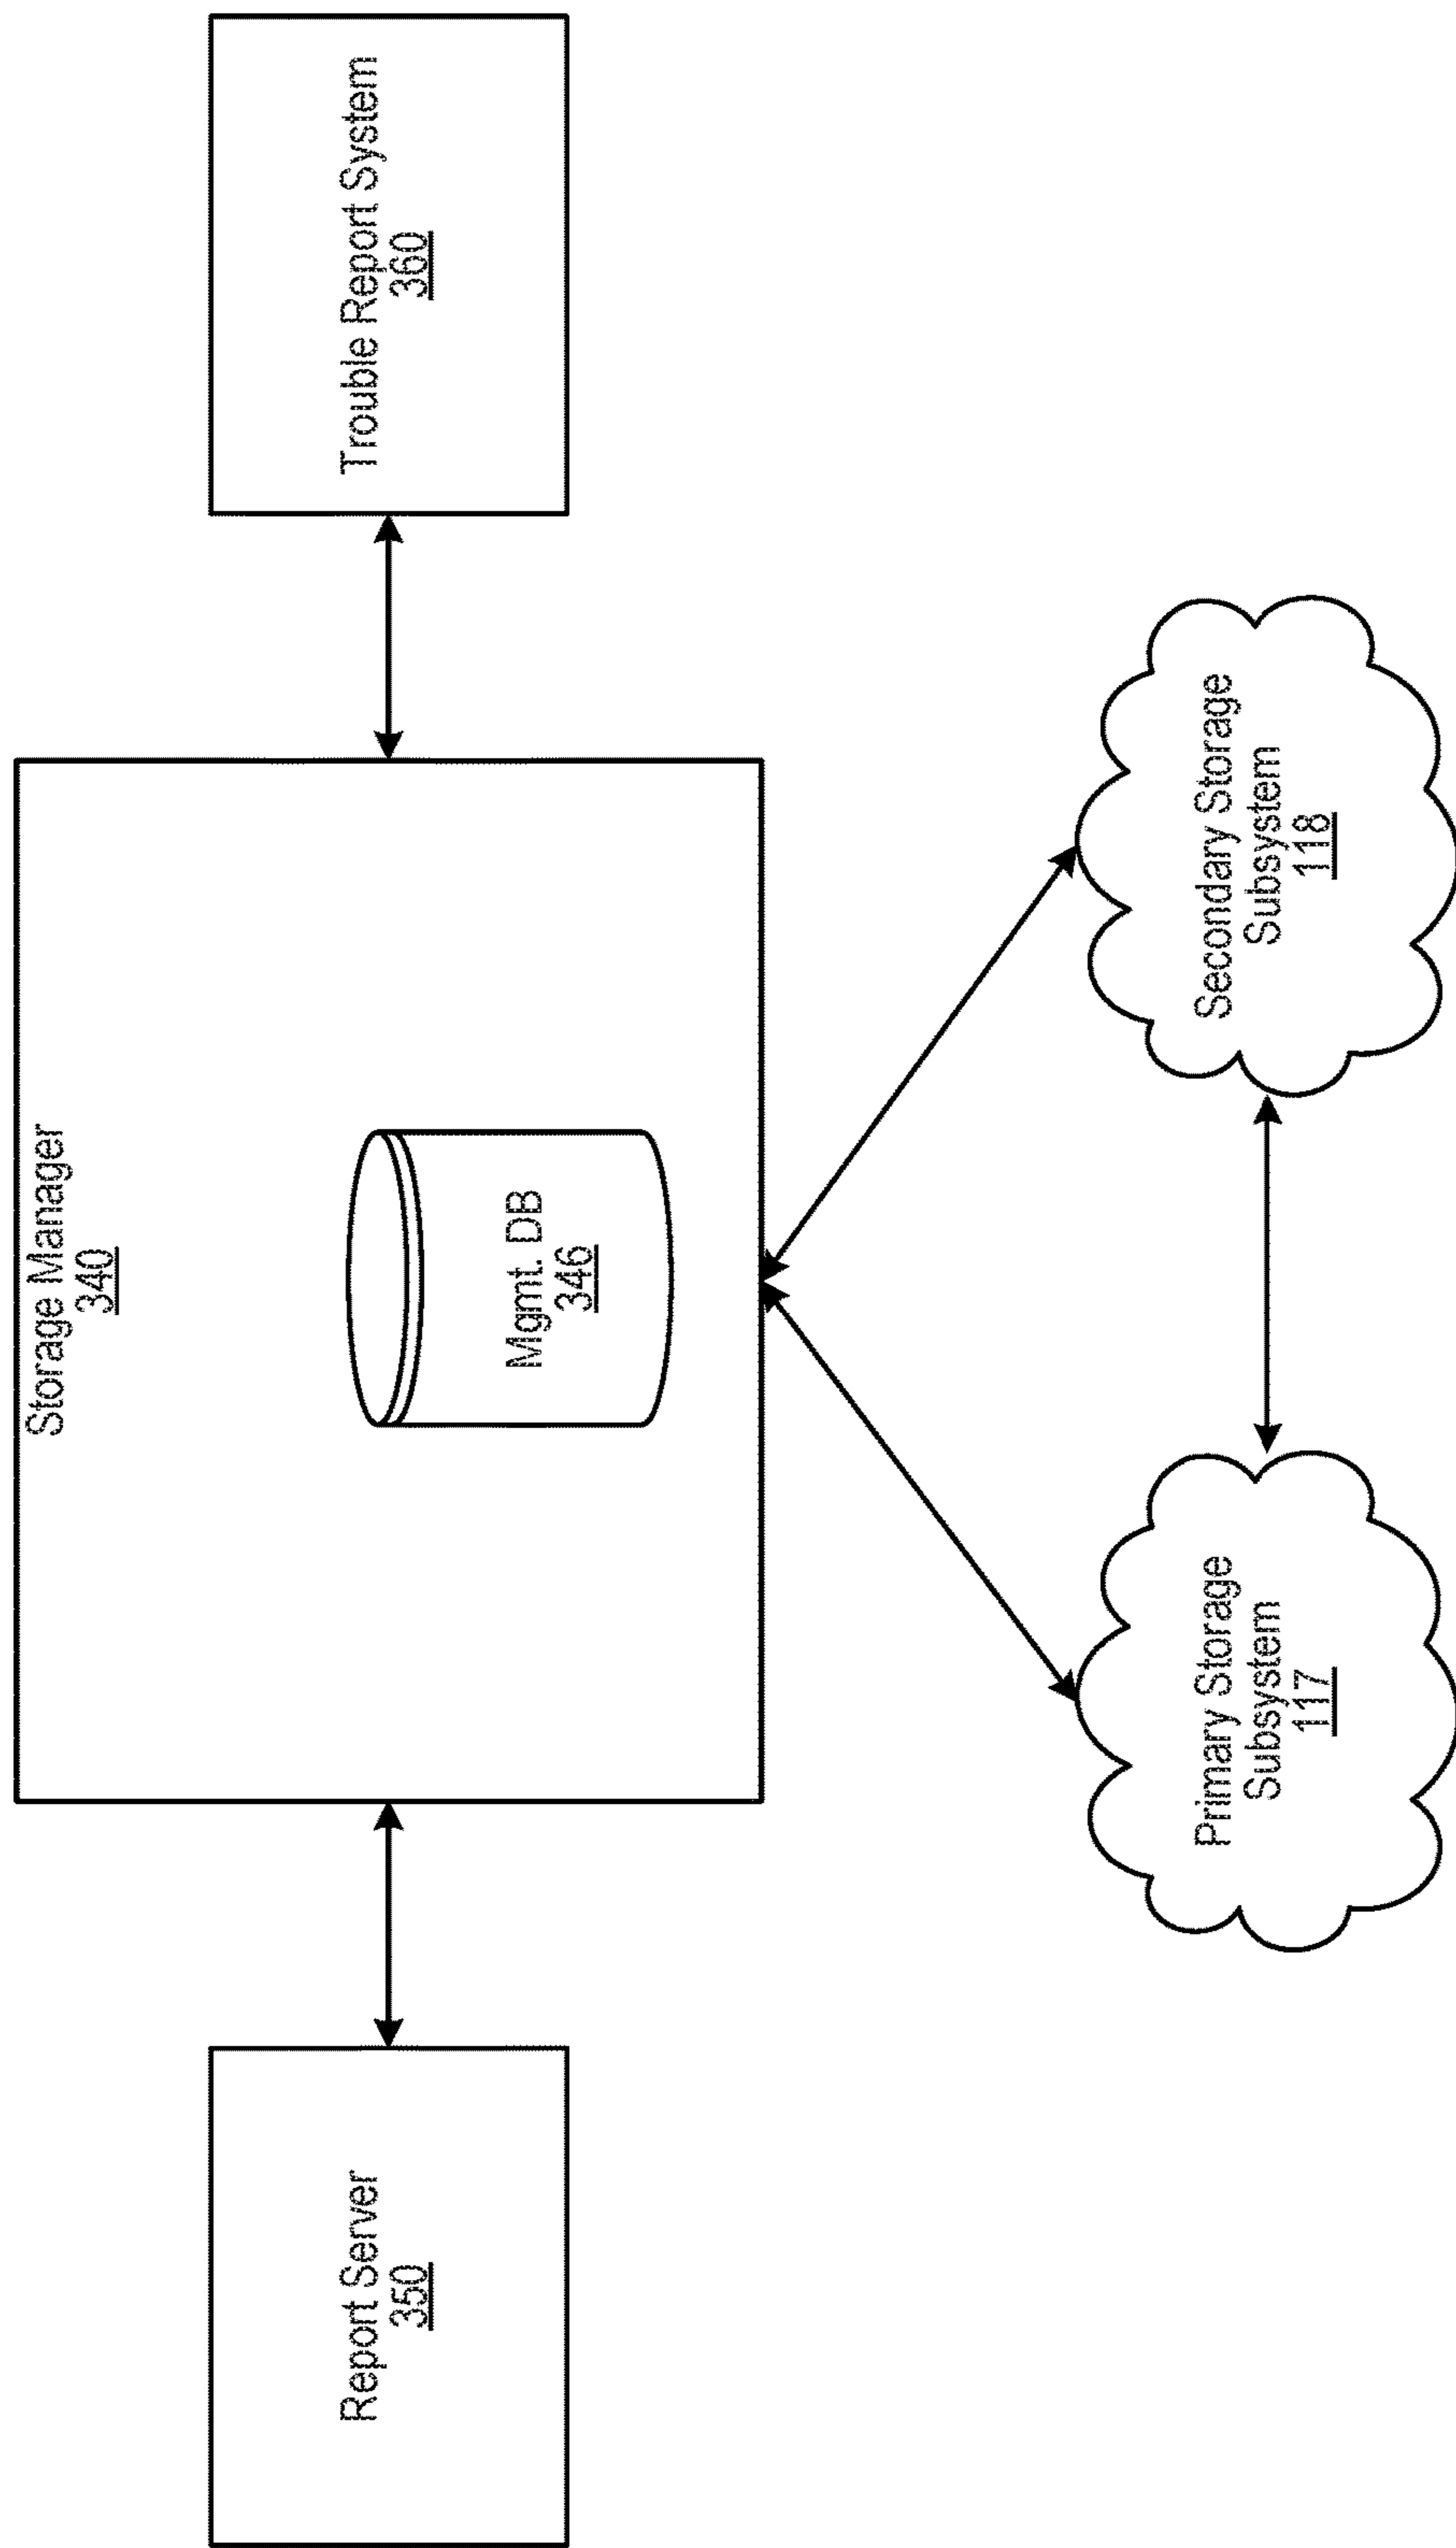 Storage Manager
340
Mgmt. DB
346
Report Server
350
Trouble Report System
360
Primary Storage
Subsystem
117
Secondary Storage
Subsystem
118